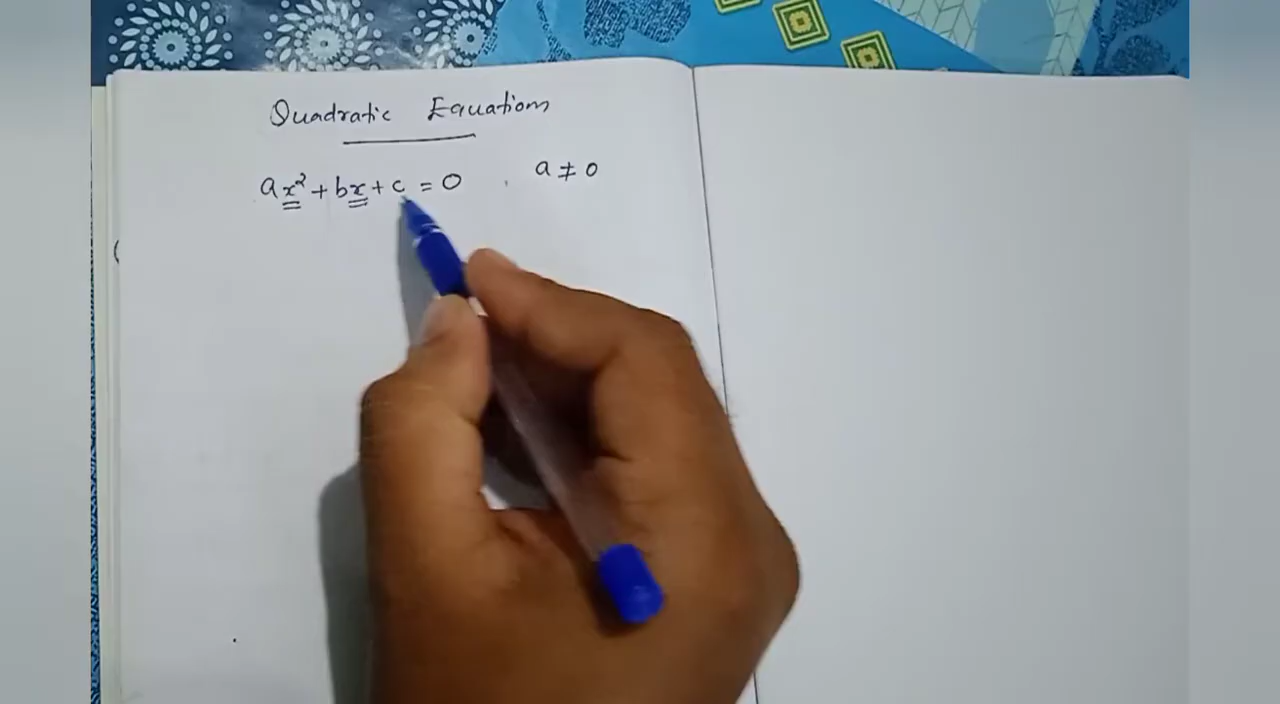 Quadratic Equations
ax² + bx + c = 0 , a ≠ 0